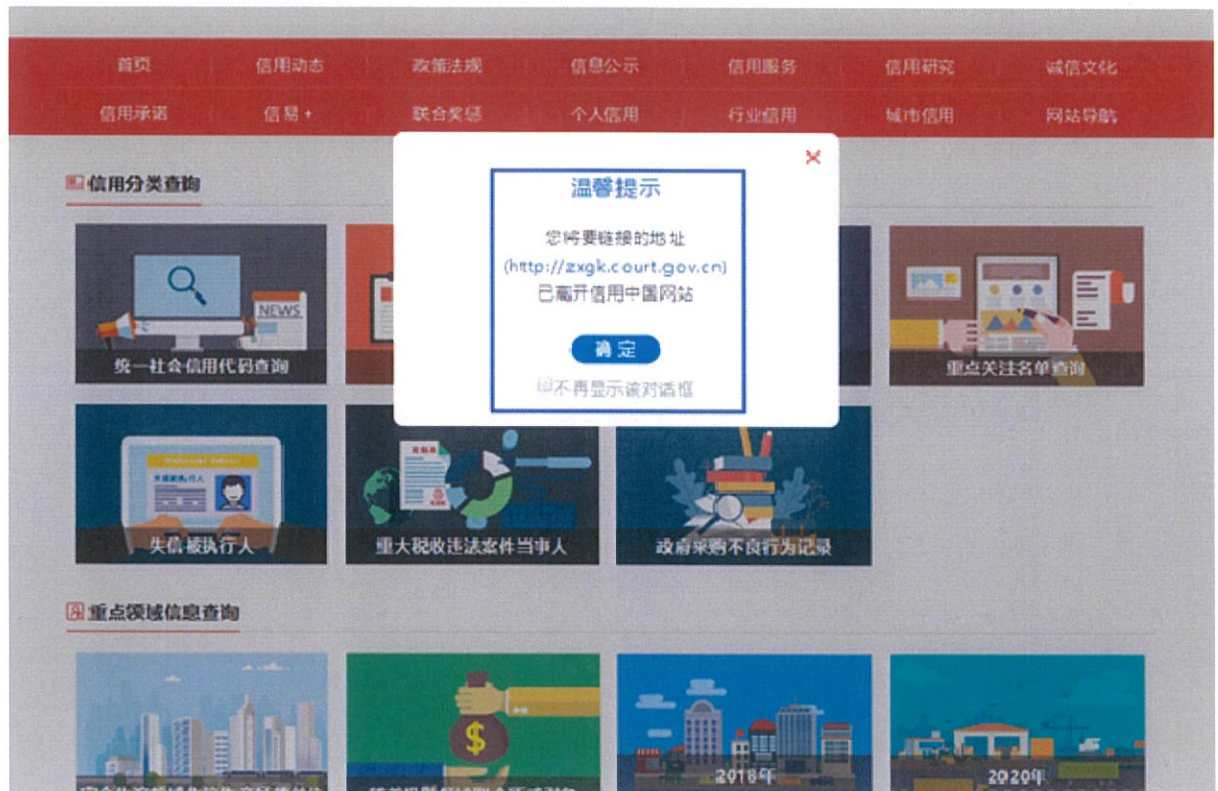 首页 信用动态 政策法规 信息公示 信用服务 信用研究 诚信文化
信用承诺 信易+ 联合奖惩 个人信用 行业信用 城市信用 网站导航
信用分类查询
温馨提示
您将要链接的地址
(http://zxgk.court.gov.cn)
已离开信用中国网站
确定
不再显示该对话框
NEWS
统一社会信用代码查询
重点关注名单查询
失信被执行人
失信被执行人
重大税收违法案件当事人
政府采购不良行为记录
重点领域信息查询
$
2018年
2020年